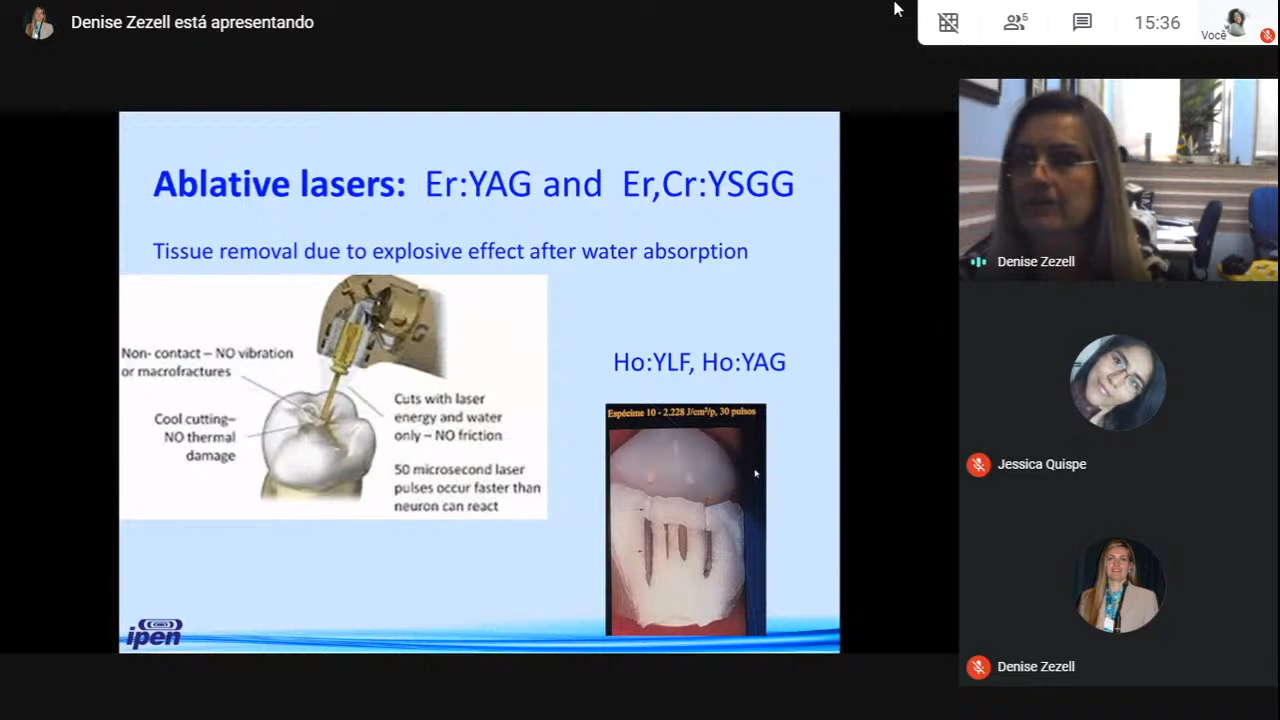 Denise Zezell está apresentando
5
15:36
Você
Ablative lasers: Er:YAG and Er,Cr:YSGG
Tissue removal due to explosive effect after water absorption
Non- contact – NO vibration
or macrofractures
Cool cutting–
NO thermal
damage
Cuts with laser
energy and water
only – NO friction
50 microsecond laser
pulses occur faster than
neuron can react
Ho:YLF, Ho:YAG
Espécime 10 - 2,228 J/cm²/p, 30 pulsos
ipen
Denise Zezell
Jessica Quispe
Denise Zezell